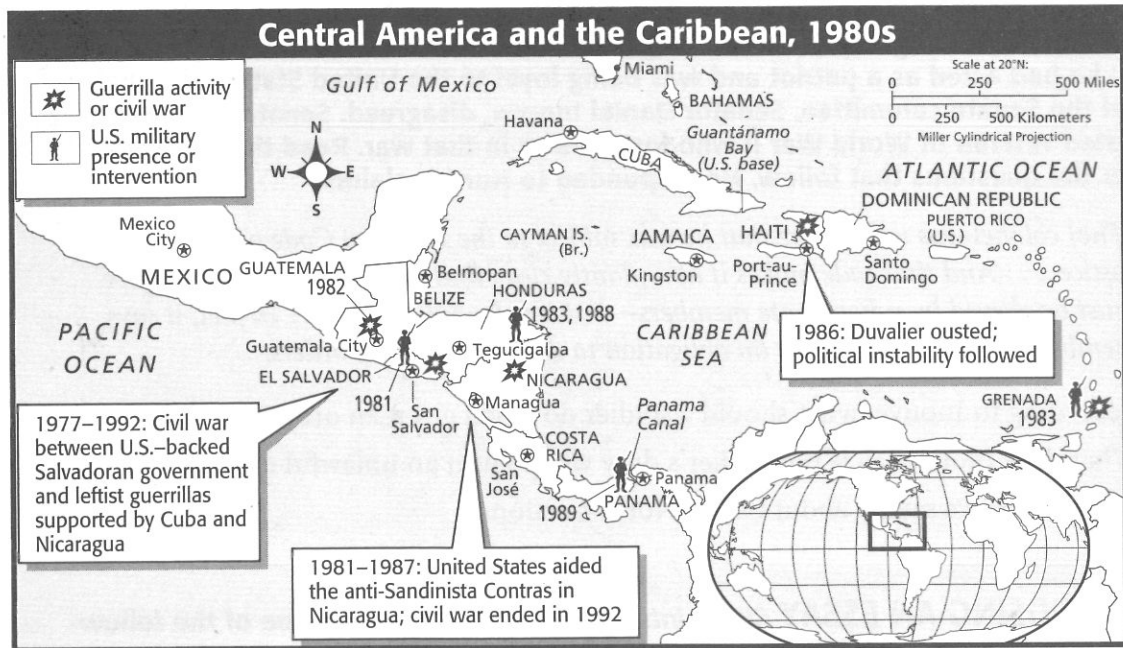 Central America and the Caribbean, 1980s
Guerrilla activity
or civil war
U.S. military
presence or
intervention
Gulf of Mexico
N
W
E
S
Miami
BAHAMAS
Havana
CUBA
Guantánamo
Bay
(U.S. base)
Scale at 20°N:
0
250
500 Miles
0
250
500 Kilometers
Miller Cylindrical Projection
ATLANTIC OCEAN
Mexico
City
MEXICO
CAYMAN IS.
(Br.)
JAMAICA
Kingston
HAITI
Port-au-
Prince
DOMINICAN REPUBLIC
Santo
Domingo
PUERTO RICO
(U.S.)
GUATEMALA
1982
Belmopan
BELIZE
HONDURAS
1983, 1988
Guatemala City
Tegucigalpa
EL SALVADOR
1981
San
Salvador
NICARAGUA
Managua
PACIFIC
OCEAN
CARIBBEAN
SEA
1986: Duvalier ousted;
political instability followed
GRENADA
1983
Panama
Canal
COSTA
RICA
San
José
Panama
PANAMA
1989
1977–1992: Civil war
between U.S.–backed
Salvadoran government
and leftist guerrillas
supported by Cuba and
Nicaragua
1981–1987: United States aided
the anti-Sandinista Contras in
Nicaragua; civil war ended in 1992